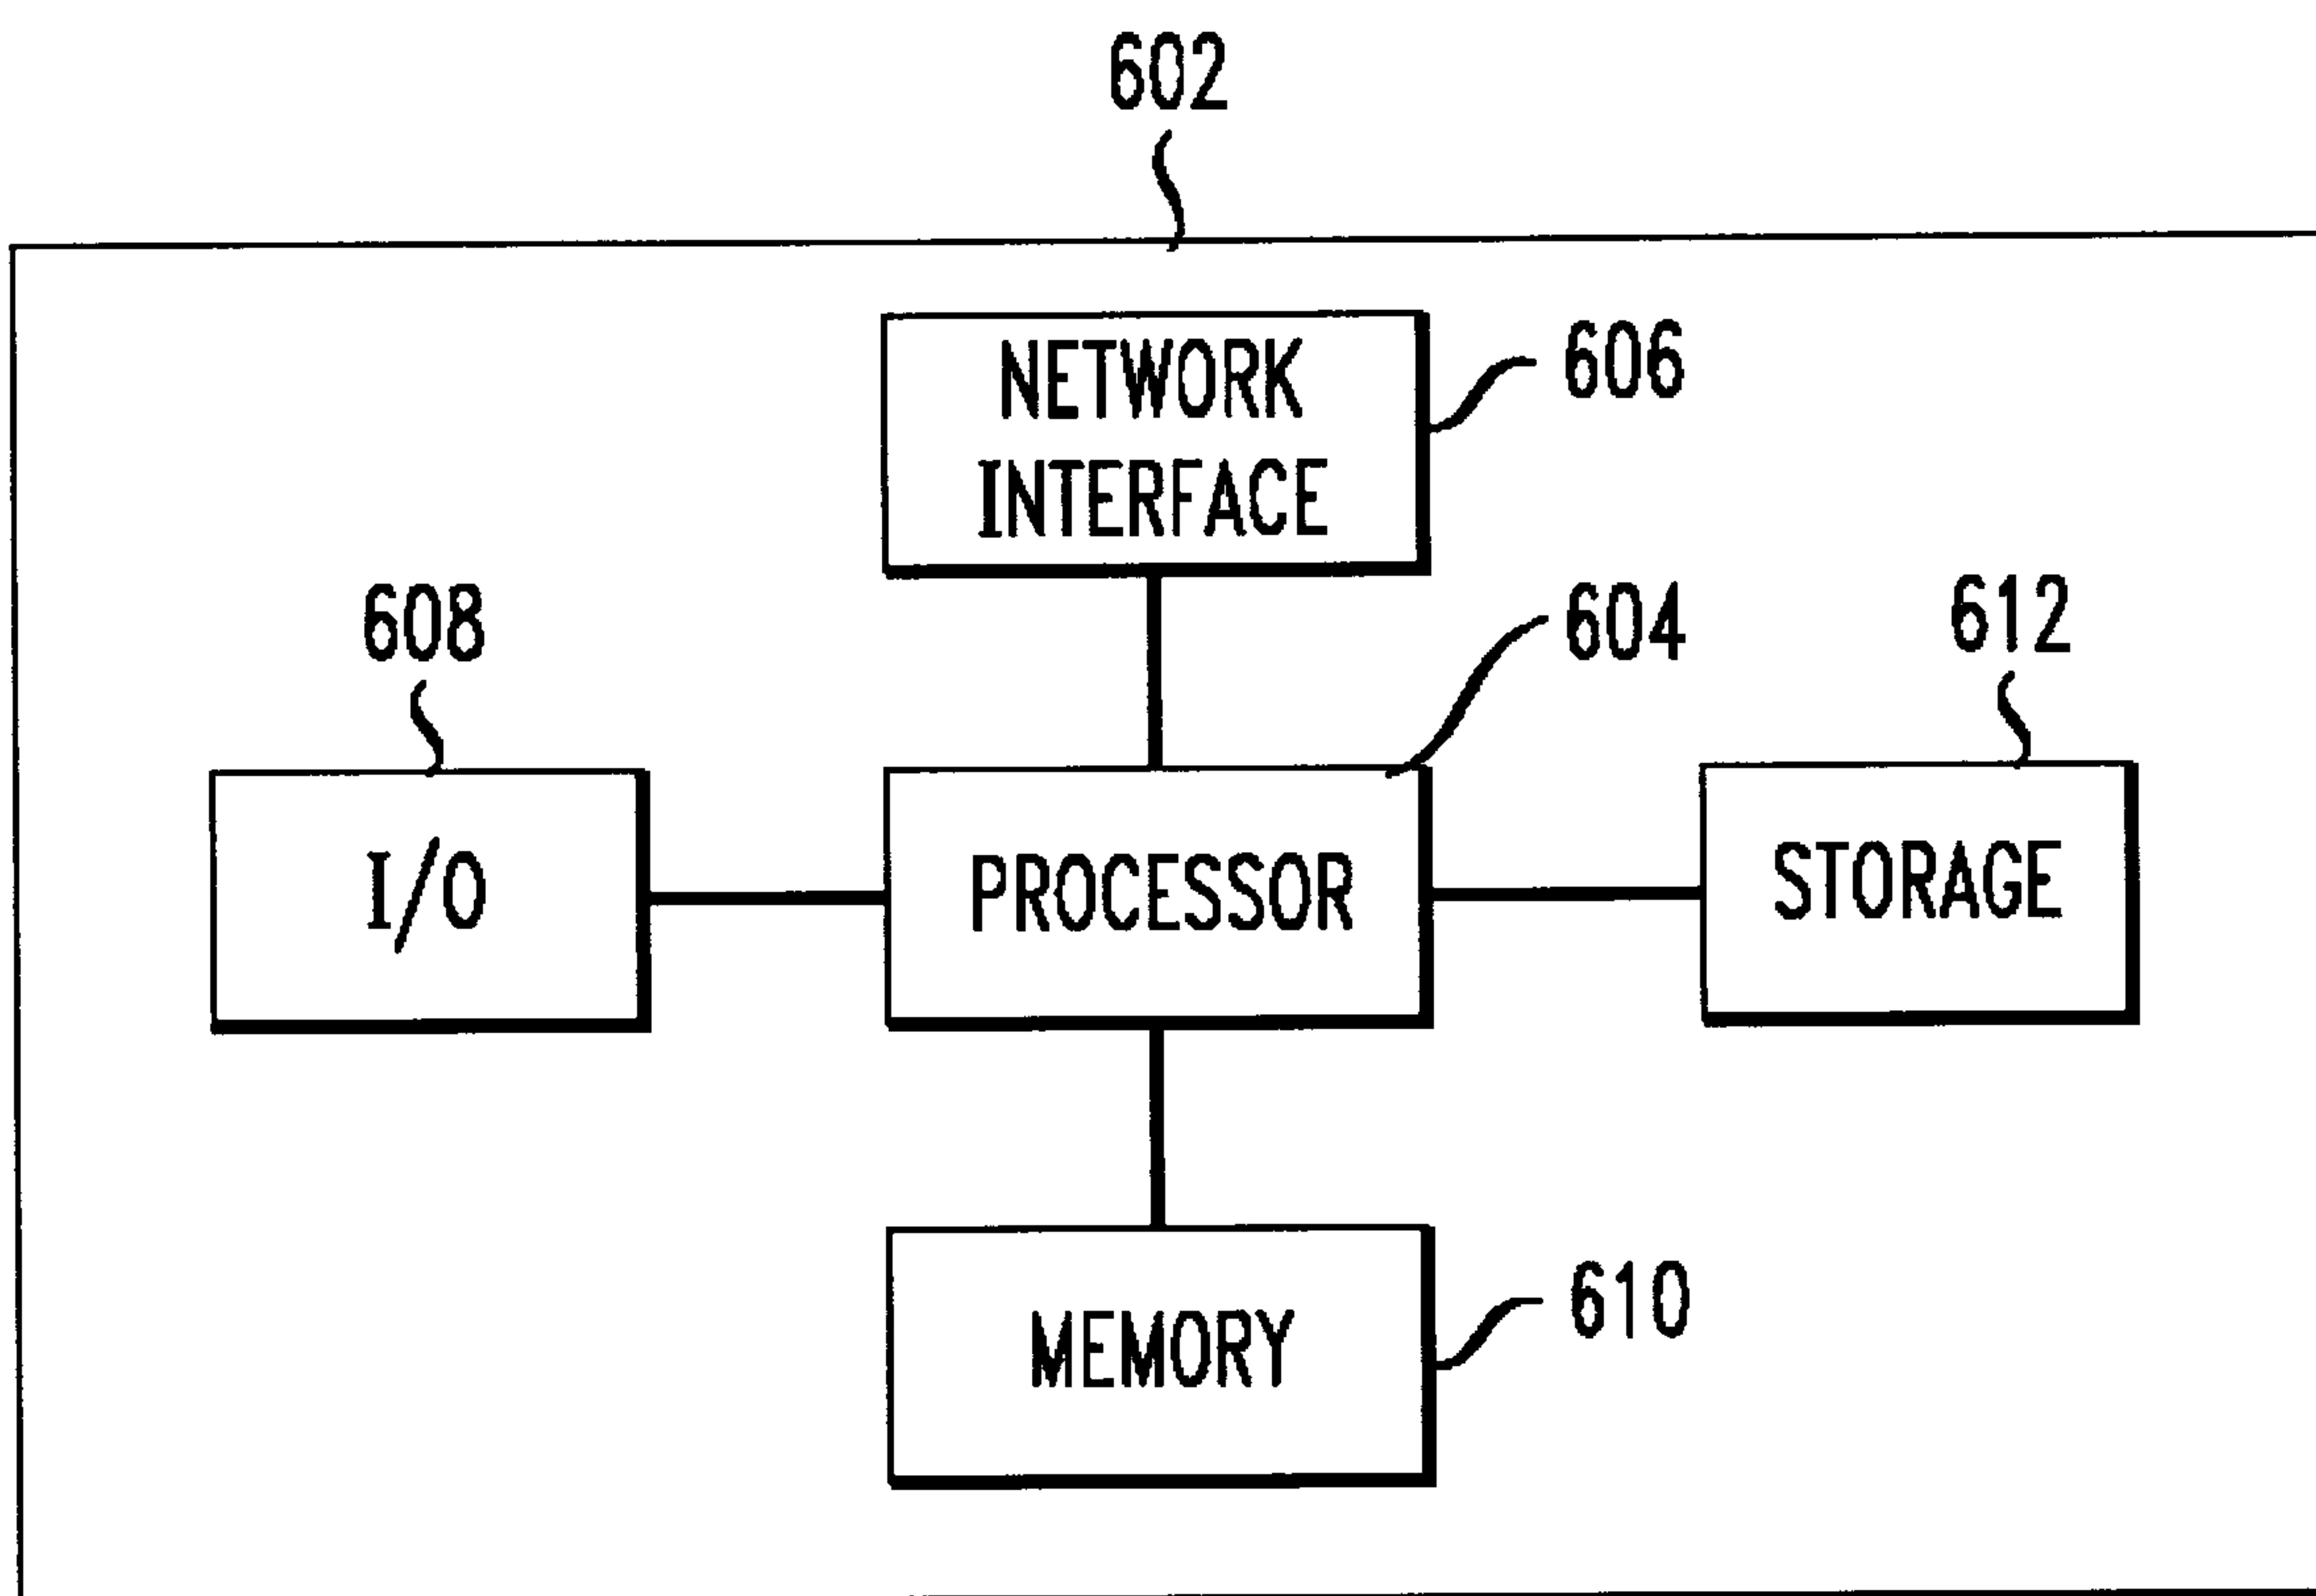 602
NETWORK
INTERFACE
606
608
604
612
I/O
PROCESSOR
STORAGE
MEMORY
610